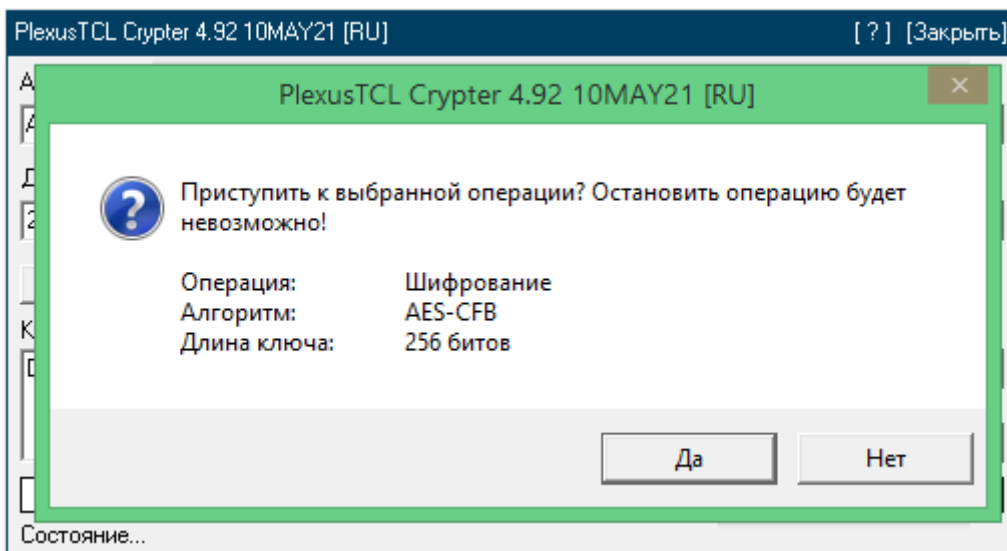 PlexusTCL Crypter 4.92 10MAY21 [RU] [ ? ] [Закрыть]
PlexusTCL Crypter 4.92 10MAY21 [RU]
Приступить к выбранной операции? Остановить операцию будет
невозможно!
Операция: Шифрование
Алгоритм: AES-CFB
Длина ключа: 256 битов
Да Нет
Состояние...